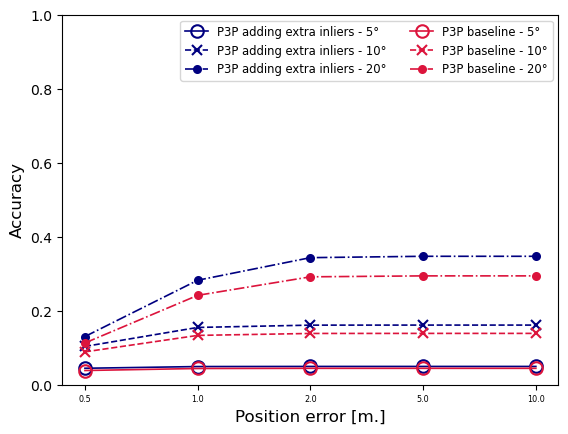 1.0
0.8
0.6
0.4
0.2
0.0
Accuracy
P3P adding extra inliers - 5°
P3P adding extra inliers - 10°
P3P adding extra inliers - 20°
P3P baseline - 5°
P3P baseline - 10°
P3P baseline - 20°
0.5 1.0 2.0 5.0 10.0
Position error [m.]